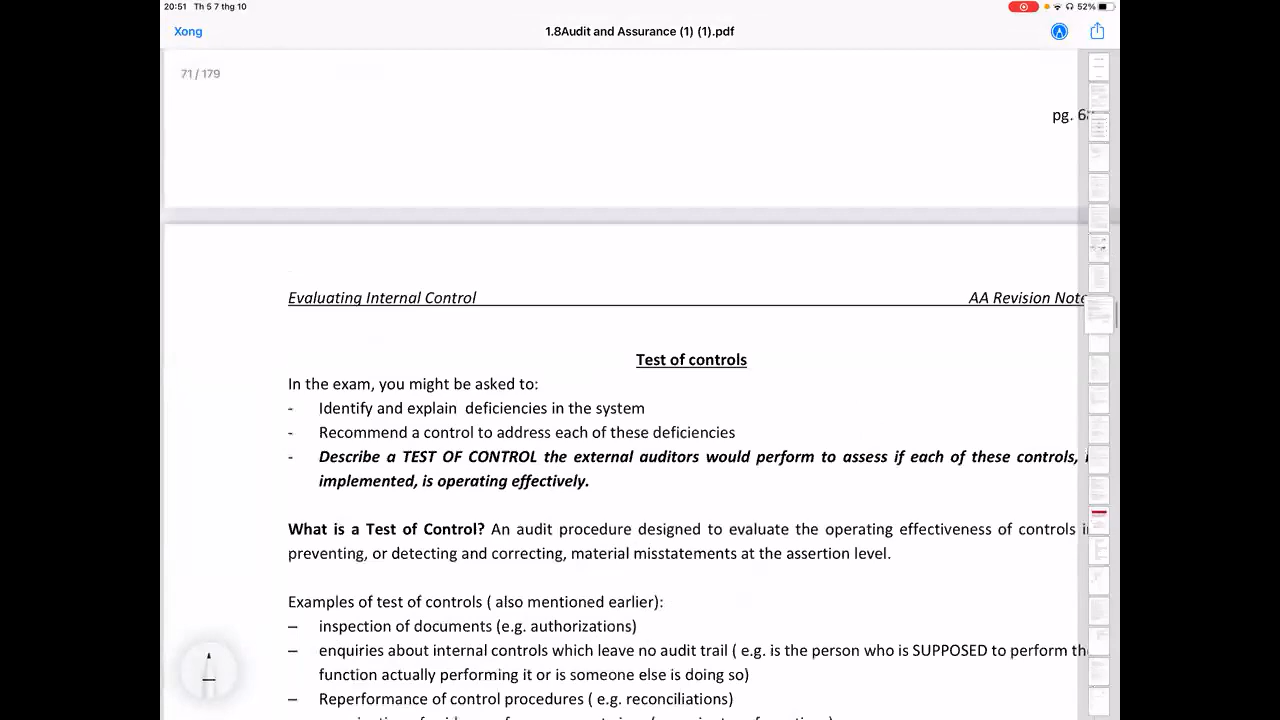 20:51 Th 5 7 thg 10
52%
Xong
1.8Audit and Assurance (1) (1).pdf
71 / 179
pg.
Evaluating Internal Control
AA Revision
Test of controls
In the exam, you might be asked to:
- Identify and explain deficiencies in the system
- Recommend a control to address each of these deficiencies
- Describe a TEST OF CONTROL the external auditors would perform to assess if each of these controls,
implemented, is operating effectively.
What is a Test of Control? An audit procedure designed to evaluate the operating effectiveness of controls
preventing, or detecting and correcting, material misstatements at the assertion level.
Examples of test of controls ( also mentioned earlier):
– inspection of documents (e.g. authorizations)
– enquiries about internal controls which leave no audit trail ( e.g. is the person who is SUPPOSED to perform
function actually performing it or a someone else is doing so)
– Reperformance of control procedures ( e.g. reconciliations)